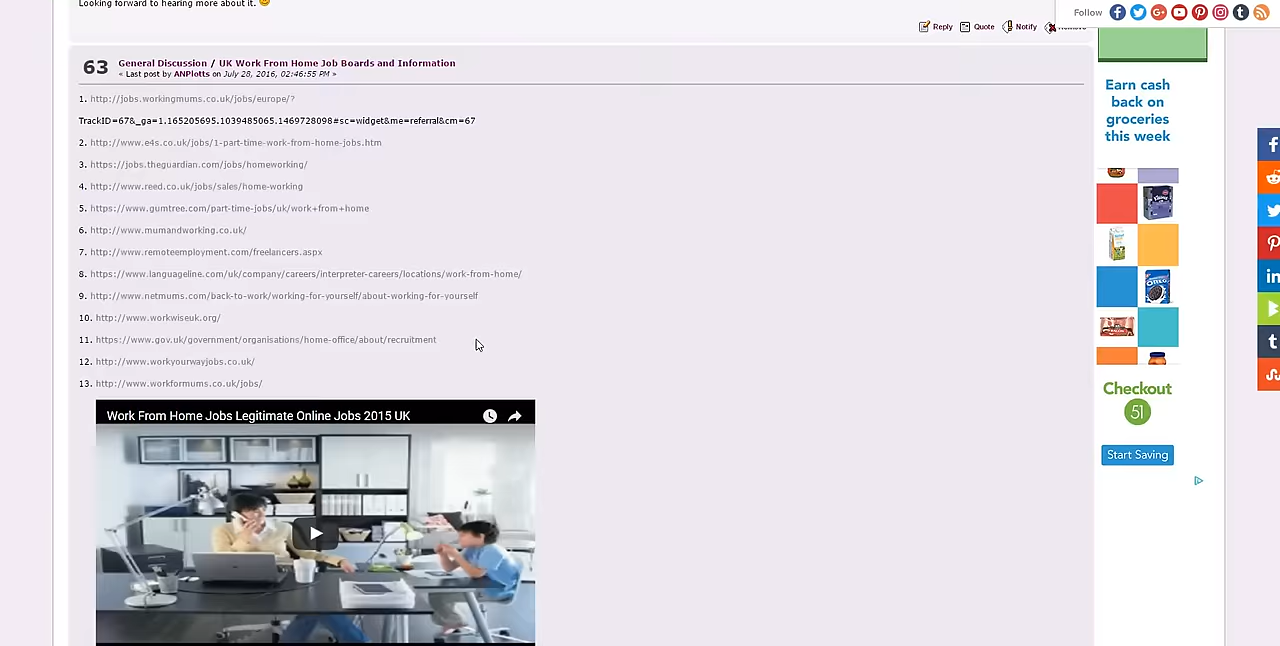 Looking forward to hearing more about it.
Follow
Reply Quote Notify
63 General Discussion / UK Work From Home Job Boards and Information
« Last post by ANPlotts on July 28, 2016, 02:46:55 PM »
1. http://jobs.workingmums.co.uk/jobs/europe/?
TrackID=67&_ga=1.165205695.1039485065.1469728098#sc=widget&me=referral&cm=67
2. http://www.e4s.co.uk/jobs/1-part-time-work-from-home-jobs.htm
3. https://jobs.theguardian.com/jobs/homeworking/
4. http://www.reed.co.uk/jobs/sales/home-working
5. https://www.gumtree.com/part-time-jobs/uk/work+from+home
6. http://www.mumandworking.co.uk/
7. http://www.remoteemployment.com/freelancers.aspx
8. https://www.languageline.com/uk/company/careers/interpreter-careers/locations/work-from-home/
9. http://www.netmums.com/back-to-work/working-for-yourself/about-working-for-yourself
10. http://www.workwiseuk.org/
11. https://www.gov.uk/government/organisations/home-office/about/recruitment
12. http://www.workyourwayjobs.co.uk/
13. http://www.workformums.co.uk/jobs/
Work From Home Jobs Legitimate Online Jobs 2015 UK
Earn cash
back on
groceries
this week
OREO
Checkout
51
Start Saving